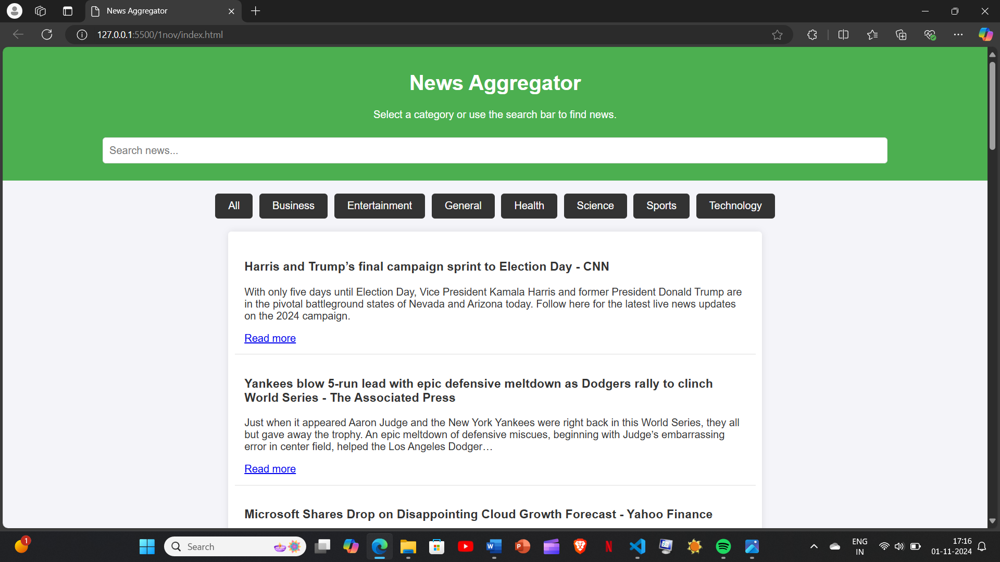 News Aggregator
127.0.0.1:5500/1nov/index.html
News Aggregator
Select a category or use the search bar to find news.
Search news...
All Business Entertainment General Health Science Sports Technology
Harris and Trump’s final campaign sprint to Election Day - CNN
With only five days until Election Day, Vice President Kamala Harris and former President Donald Trump are
in the pivotal battleground states of Nevada and Arizona today. Follow here for the latest live news updates
on the 2024 campaign.
Read more
Yankees blow 5-run lead with epic defensive meltdown as Dodgers rally to clinch
World Series - The Associated Press
Just when it appeared Aaron Judge and the New York Yankees were right back in this World Series, they all
but gave away the trophy. An epic meltdown of defensive miscues, beginning with Judge’s embarrassing
error in center field, helped the Los Angeles Dodger…
Read more
Microsoft Shares Drop on Disappointing Cloud Growth Forecast - Yahoo Finance
1
Search
W
P
N
ENG
IN
17:16
01-11-2024